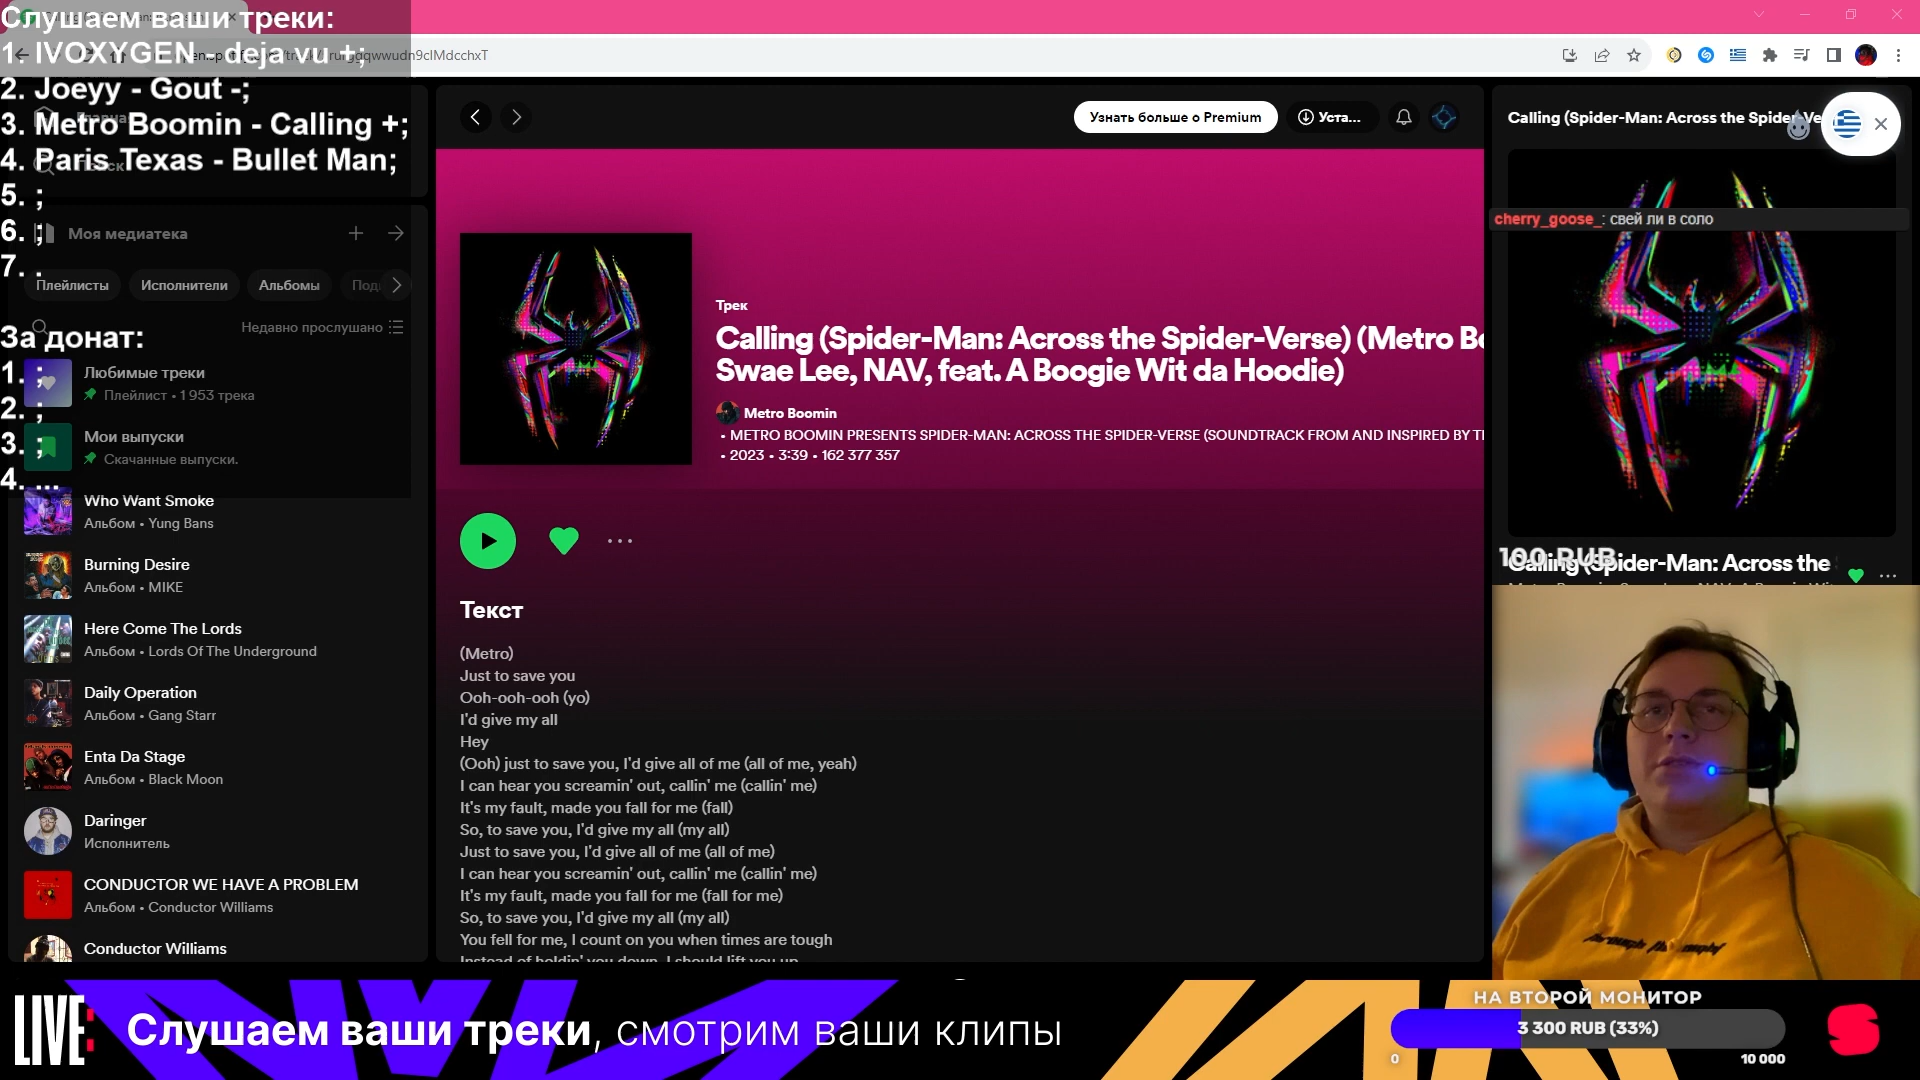 Слушаем ваши треки:
1. IVOXYGEN - deja vu +;
2. Joeyy - Gout -;
3. Metro Boomin - Calling +;
4. Paris Texas - Bullet Man;
5. ;
6. ;
7. .
За донат:
1. ;
2. ;
3. ;
4. ...
Моя медиатека
Плейлисты
Исполнители
Альбомы
Недавно прослушано
Любимые треки
Плейлист • 1 953 трека
Мои выпуски
Скачанные выпуски.
Who Want Smoke
Альбом • Yung Bans
Burning Desire
Альбом • MIKE
Here Come The Lords
Альбом • Lords Of The Underground
Daily Operation
Альбом • Gang Starr
Enta Da Stage
Альбом • Black Moon
Daringer
Исполнитель
CONDUCTOR WE HAVE A PROBLEM
Альбом • Conductor Williams
Conductor Williams
Узнать больше о Premium
Уста...
Трек
Calling (Spider-Man: Across the Spider-Verse) (Metro Bo
Swae Lee, NAV, feat. A Boogie Wit da Hoodie)
Metro Boomin
• METRO BOOMIN PRESENTS SPIDER-MAN: ACROSS THE SPIDER-VERSE (SOUNDTRACK FROM AND INSPIRED BY T
• 2023 • 3:39 • 162 377 357
Текст
(Metro)
Just to save you
Ooh-ooh-ooh (yo)
I'd give my all
Hey
(Ooh) just to save you, I'd give all of me (all of me, yeah)
I can hear you screamin' out, callin' me (callin' me)
It's my fault, made you fall for me (fall)
So, to save you, I'd give my all (my all)
Just to save you, I'd give all of me (all of me)
I can hear you screamin' out, callin' me (callin' me)
It's my fault, made you fall for me (fall for me)
So, to save you, I'd give my all (my all)
You fell for me, I count on you when times are tough
Instead of holdin' you down, I should lift you up
Calling (Spider-Man: Across the Spider-Ve
cherry_goose_: свей ли в соло
100 RUB
Calling (Spider-Man: Across the
LIVE:
Слушаем ваши треки, смотрим ваши клипы
НА ВТОРОЙ МОНИТОР
3 300 RUB (33%)
0
10 000